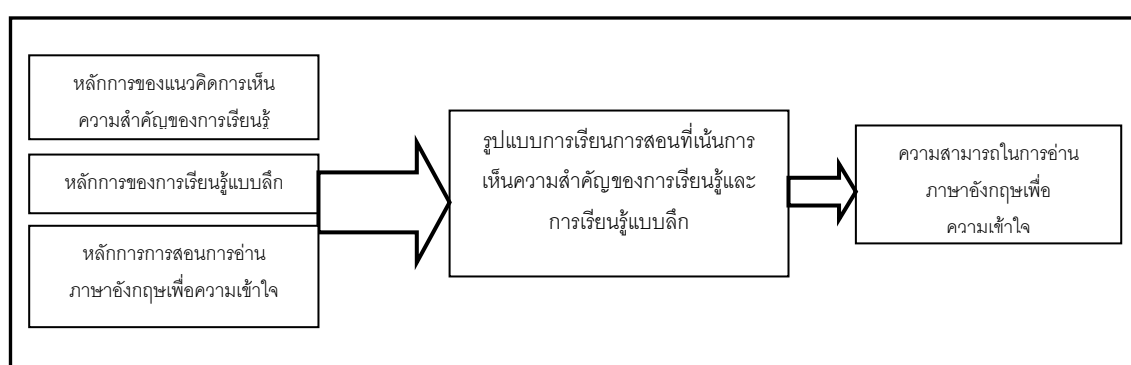 หลักการของแนวคิดการเห็น
ความสำคัญของการเรียนรู้
หลักการของการเรียนรู้แบบลึก
หลักการการสอนการอ่าน
ภาษาอังกฤษเพื่อความเข้าใจ
รูปแบบการเรียนการสอนที่เน้นการ
เห็นความสำคัญของการเรียนรู้และ
การเรียนรู้แบบลึก
ความสามารถในการอ่าน
ภาษาอังกฤษเพื่อ
ความเข้าใจ